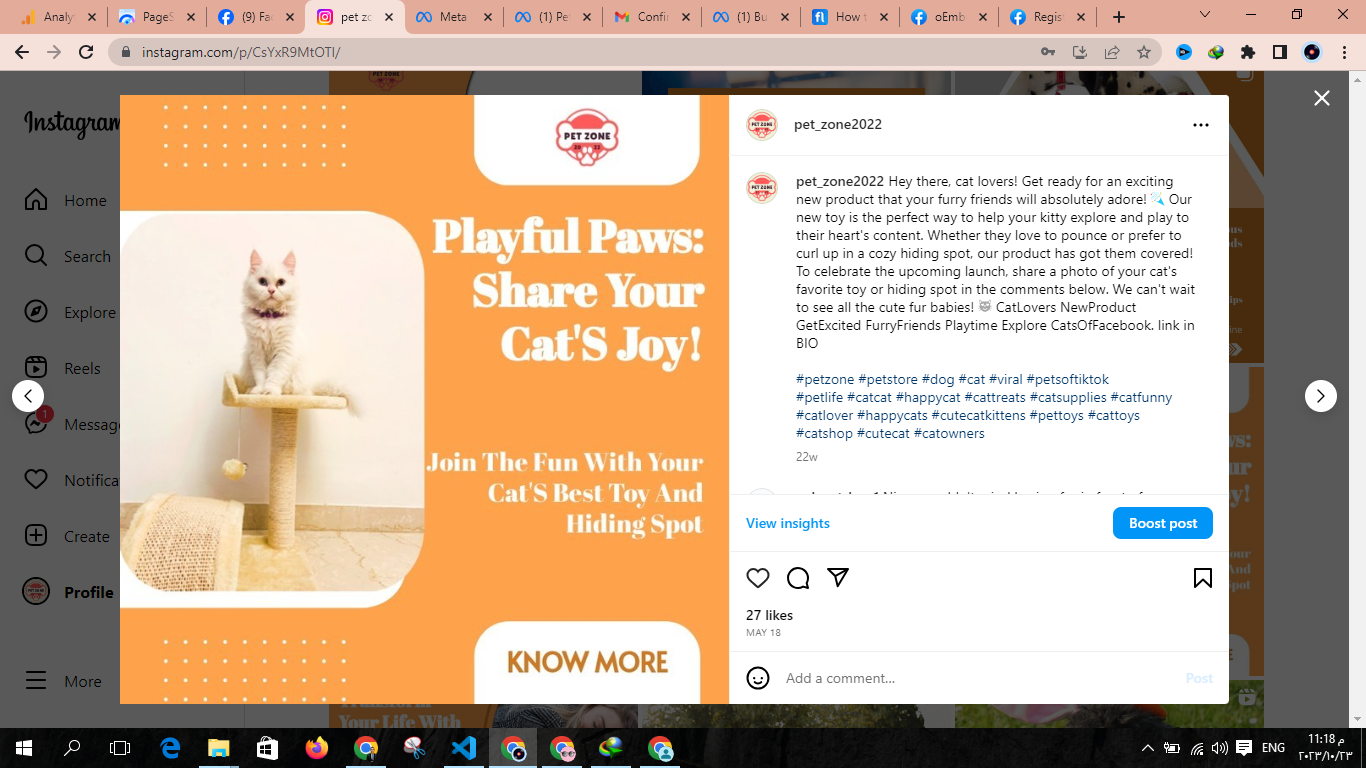 Analy
PageS
(9) Fac
pet zo
Meta
(1) Pe
Confir
(1) Bu
How t
oEmb
Regis
instagram.com/p/CsYxR9MtOTI/
Instagram
Home
Search
Explore
Reels
1
Message
Notifica
Create
Profile
More
PET ZONE
2022
Playful Paws:
Share Your
Cat'S Joy!
Join The Fun With Your
Cat'S Best Toy And
Hiding Spot
KNOW MORE
Transform
Your Life With
pet_zone2022
pet_zone2022 Hey there, cat lovers! Get ready for an exciting
new product that your furry friends will absolutely adore! Our
new toy is the perfect way to help your kitty explore and play to
their heart's content. Whether they love to pounce or prefer to
curl up in a cozy hiding spot, our product has got them covered!
To celebrate the upcoming launch, share a photo of your cat's
favorite toy or hiding spot in the comments below. We can't wait
to see all the cute fur babies! 😸 CatLovers NewProduct
GetExcited FurryFriends Playtime Explore CatsOfFacebook. link in
BIO
#petzone #petstore #dog #cat #viral #petsoftiktok
#petlife #catcat #happycat #cattreats #catsupplies #catfunny
#catlover #happycats #cutecatkittens #pettoys #cattoys
#catshop #cutecat #catowners
22w
View insights
Boost post
27 likes
MAY 18
Add a comment...
Post
ENG
11:18 م
٢٠٢٣/١٠/٢٣